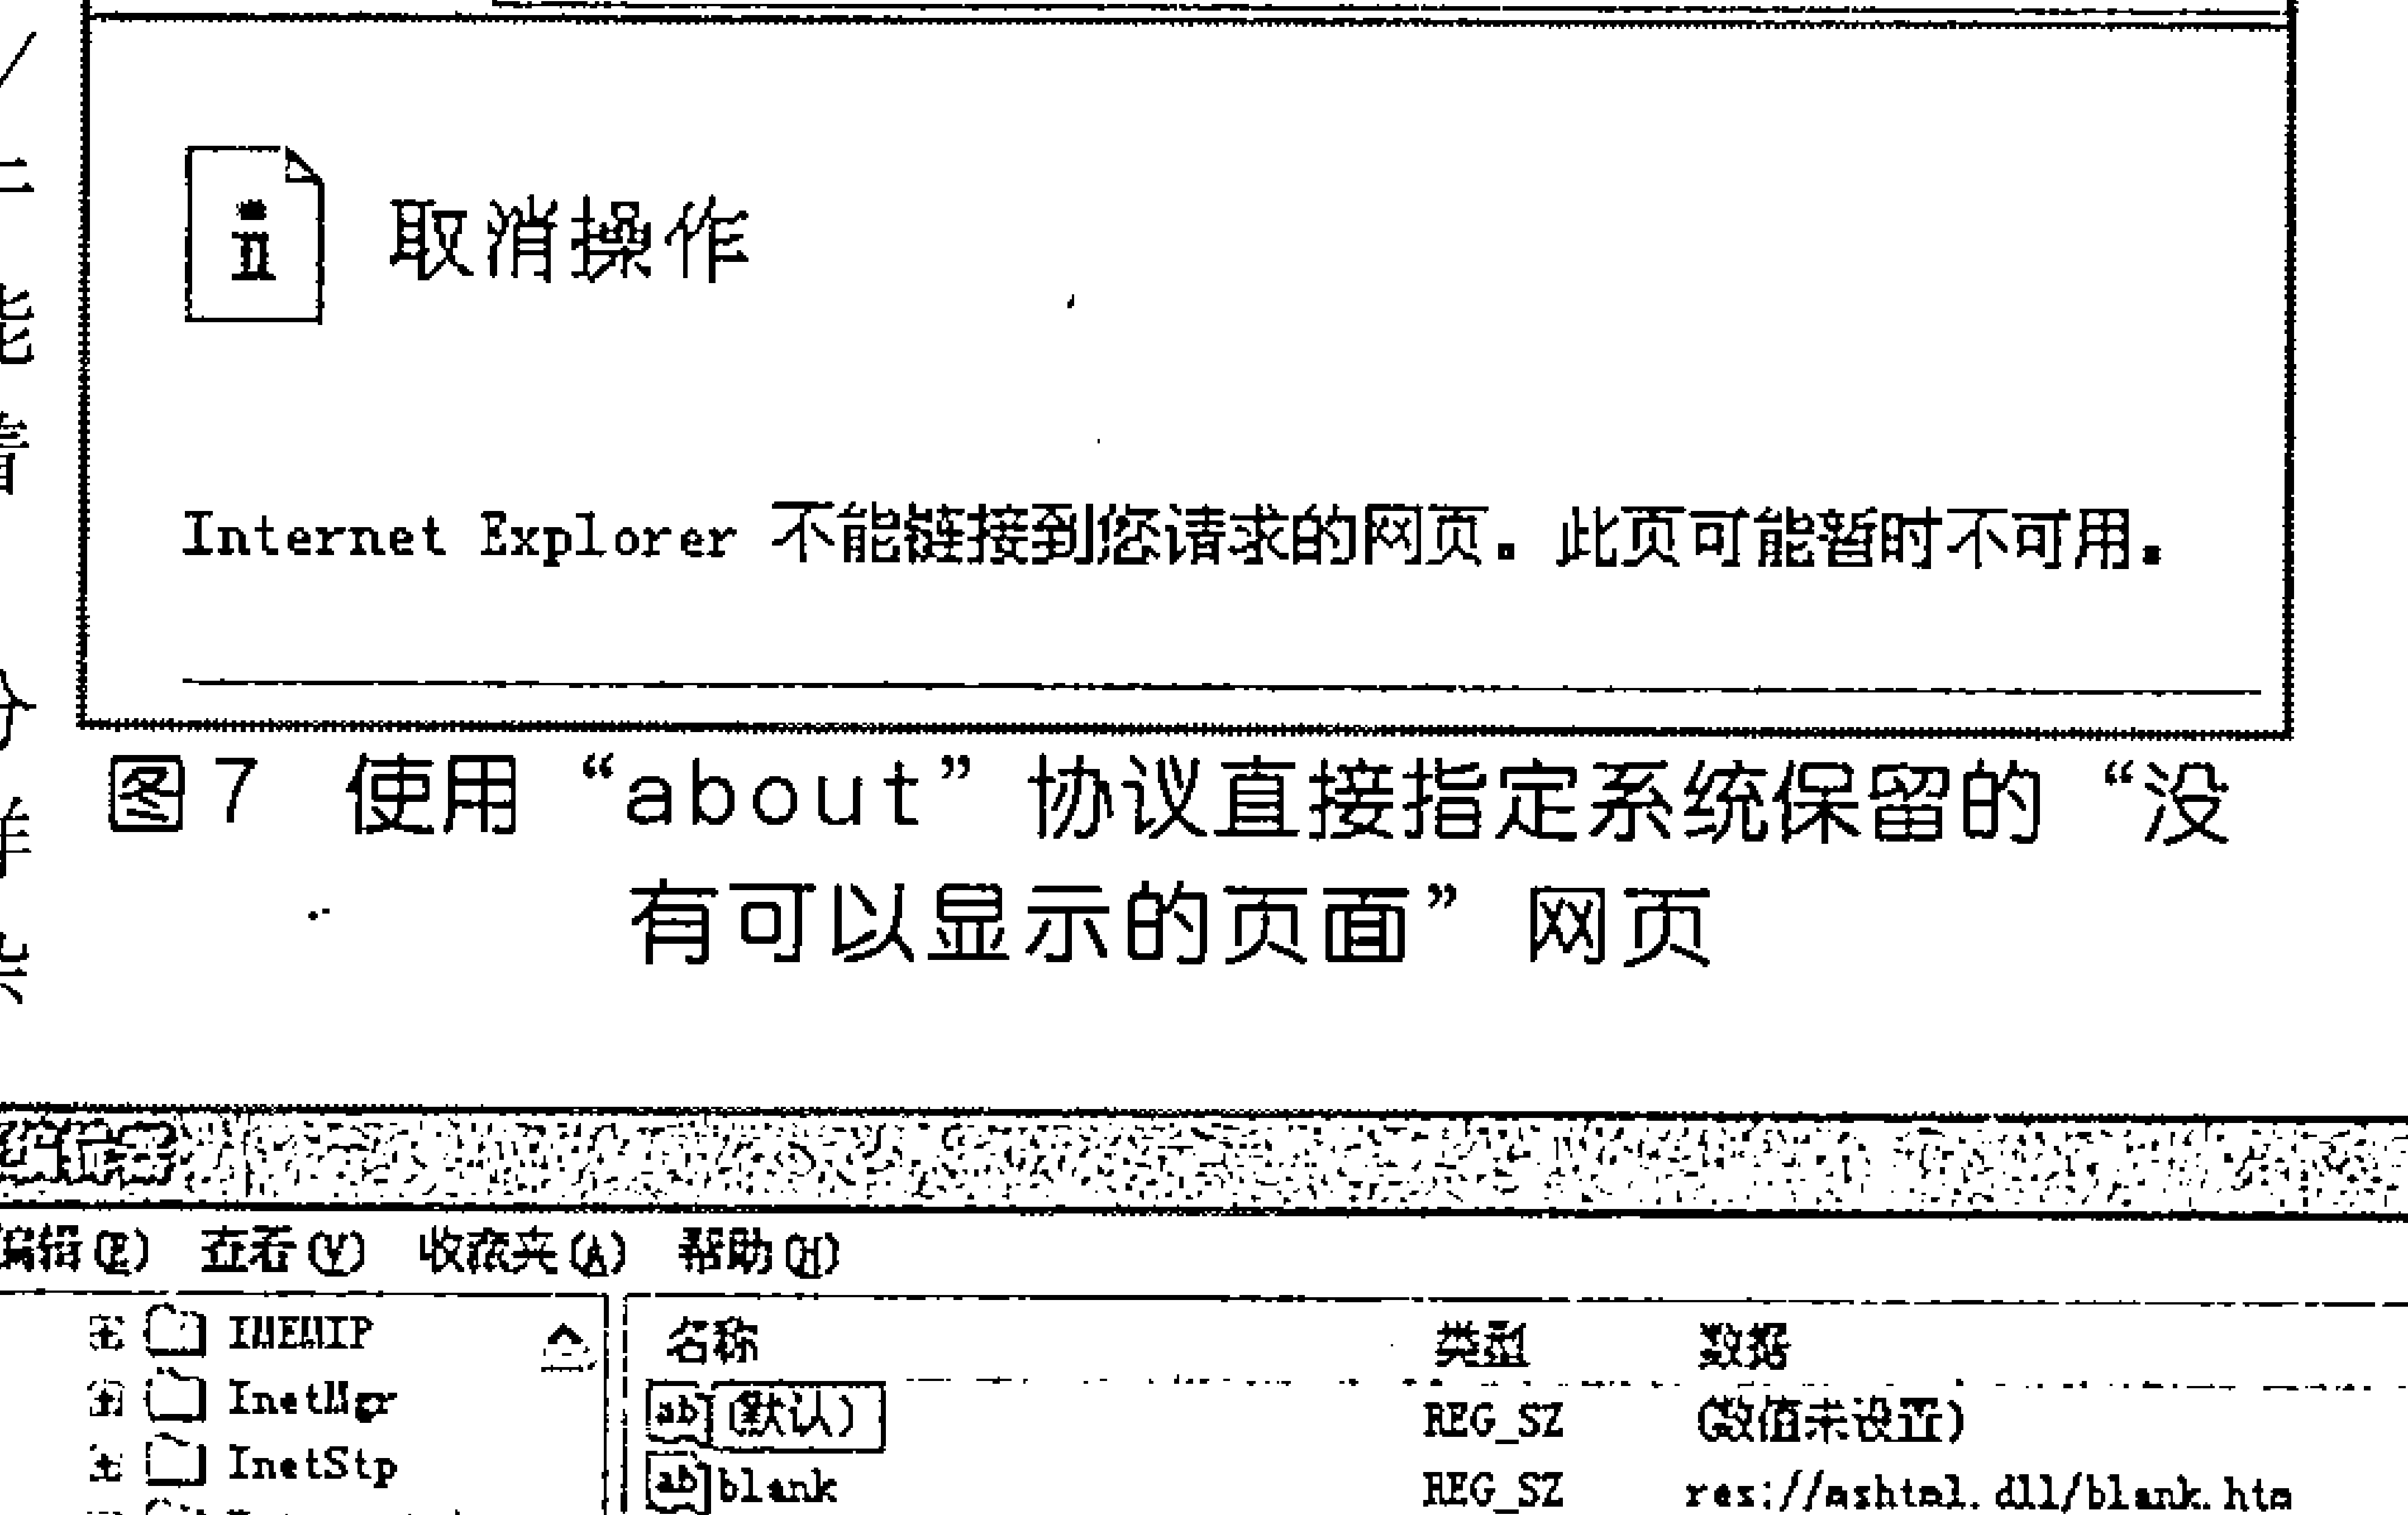 取消操作
Internet Explorer 不能链接到您请求的网页。此页可能暂时不可用。
图7 使用“about”协议直接指定系统保留的“没
有可以显示的页面”网页
编辑器
编辑(E) 查看(V) 收藏夹(A) 帮助(H)
名称 类型 数据
IMEMIP
(默认) REG_SZ (数值未设置)
InetMgr
InetStp
blank REG_SZ res://mshtml.dll/blank.htm